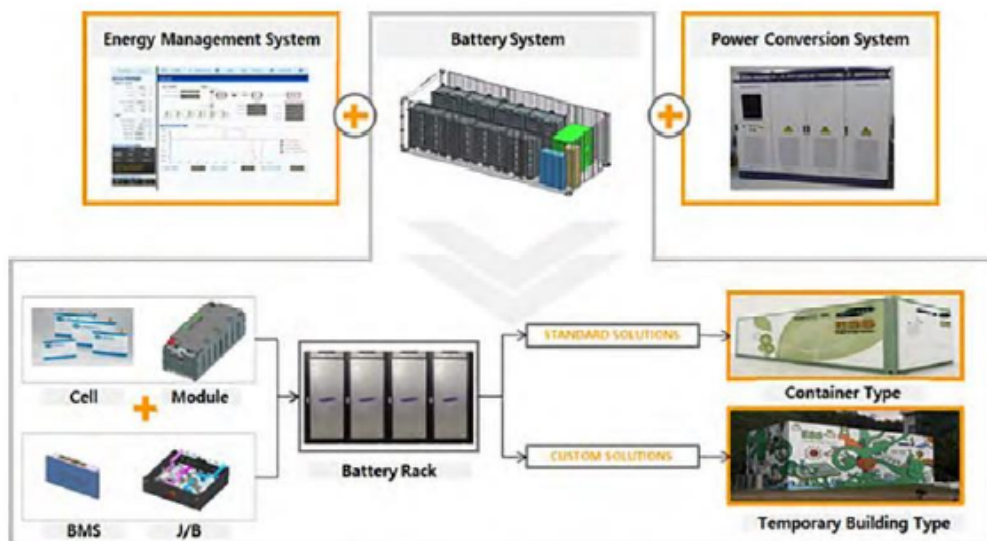 Energy Management System
Battery System
Power Conversion System
STANDARD SOLUTIONS
Cell
Module
Container Type
Battery Rack
CUSTOM SOLUTIONS
BMS
J/B
Temporary Building Type